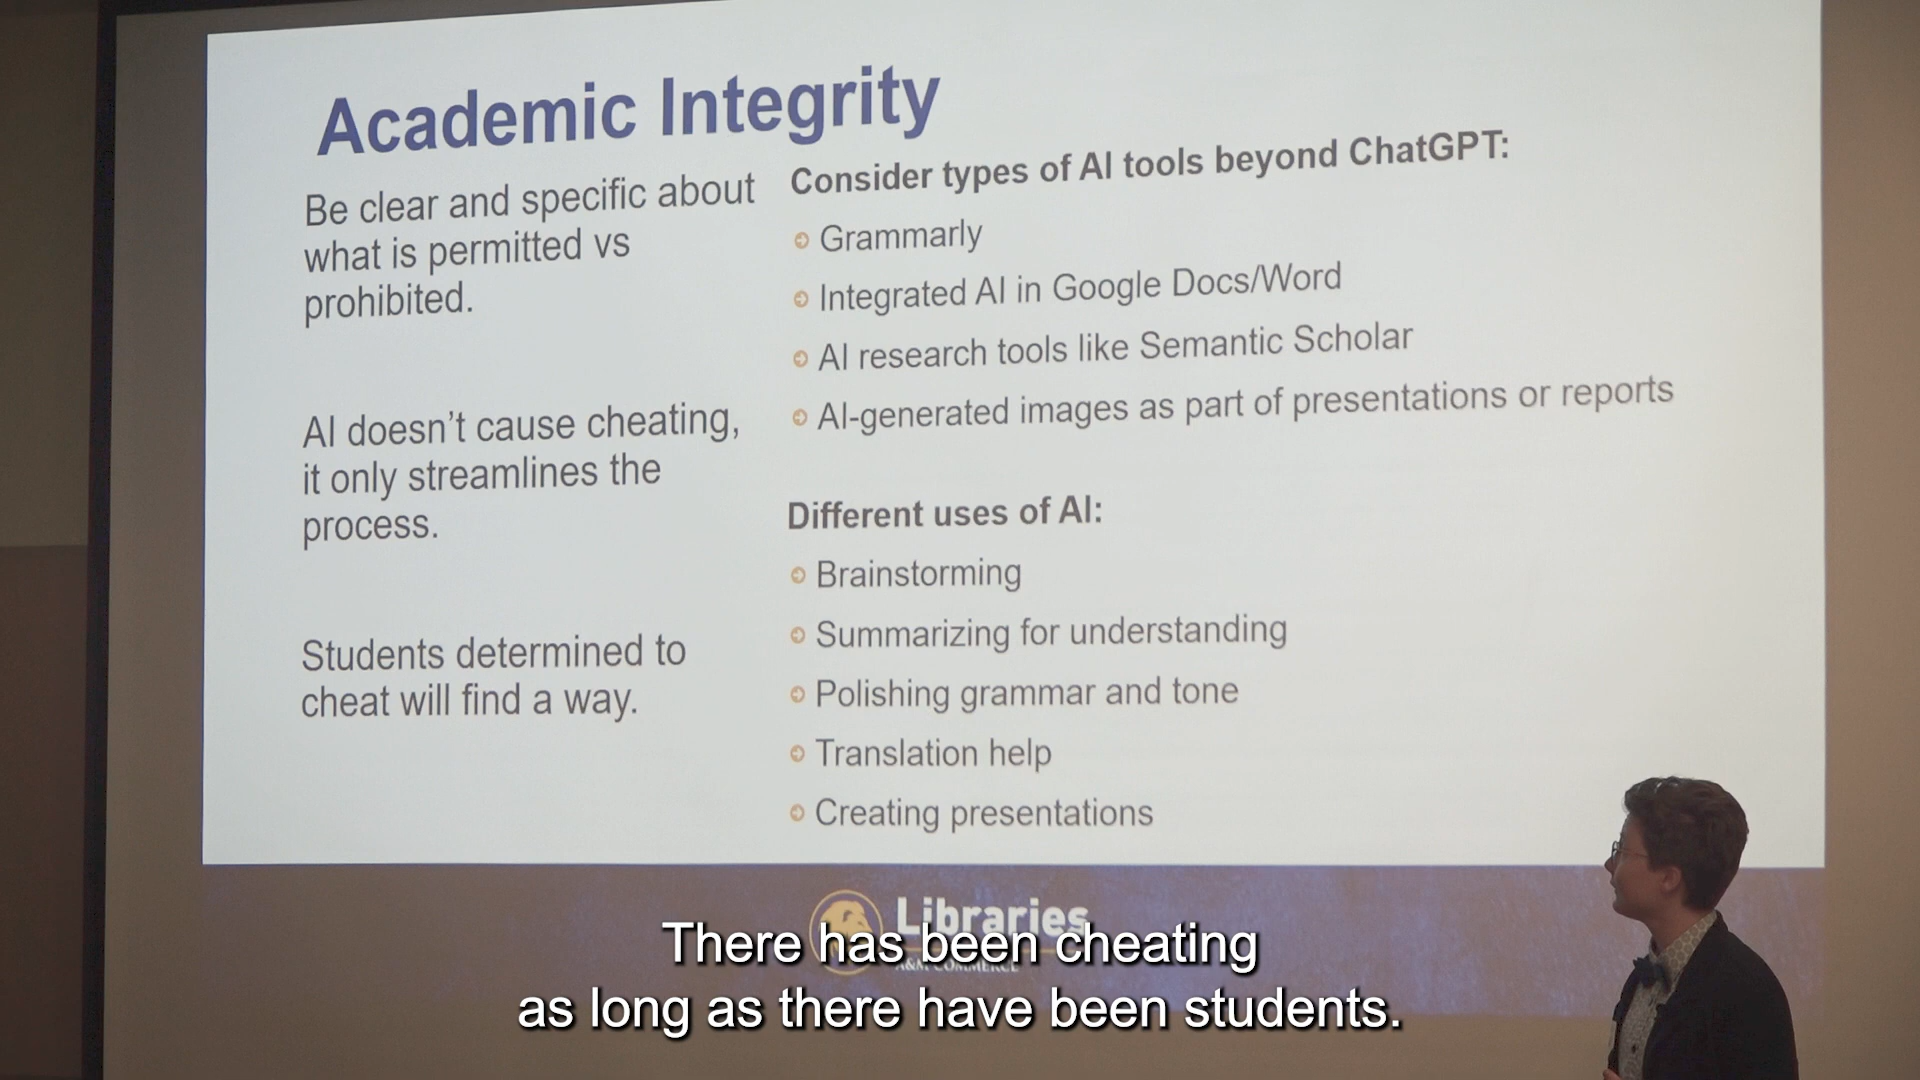 Academic Integrity
Be clear and specific about
what is permitted vs
prohibited.
AI doesn’t cause cheating,
it only streamlines the
process.
Students determined to
cheat will find a way.
Consider types of AI tools beyond ChatGPT:
Grammarly
Integrated AI in Google Docs/Word
AI research tools like Semantic Scholar
AI-generated images as part of presentations or reports
Different uses of AI:
Brainstorming
Summarizing for understanding
Polishing grammar and tone
Translation help
Creating presentations
Libraries
A&M-COMMERCE
There has been cheating
as long as there have been students.